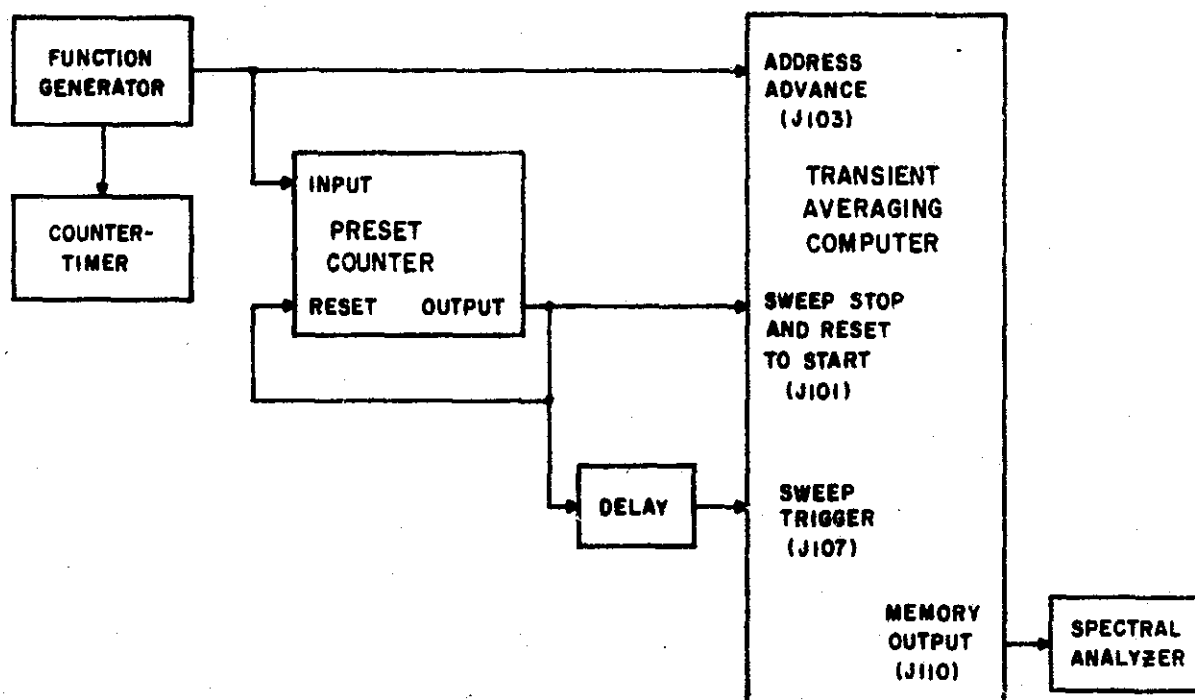 FUNCTION
GENERATOR
COUNTER-
TIMER
INPUT
PRESET
COUNTER
RESET OUTPUT
DELAY
ADDRESS
ADVANCE
(J103)
TRANSIENT
AVERAGING
COMPUTER
SWEEP STOP
AND RESET
TO START
(J101)
SWEEP
TRIGGER
(J107)
MEMORY
OUTPUT
(J110)
SPECTRAL
ANALYZER